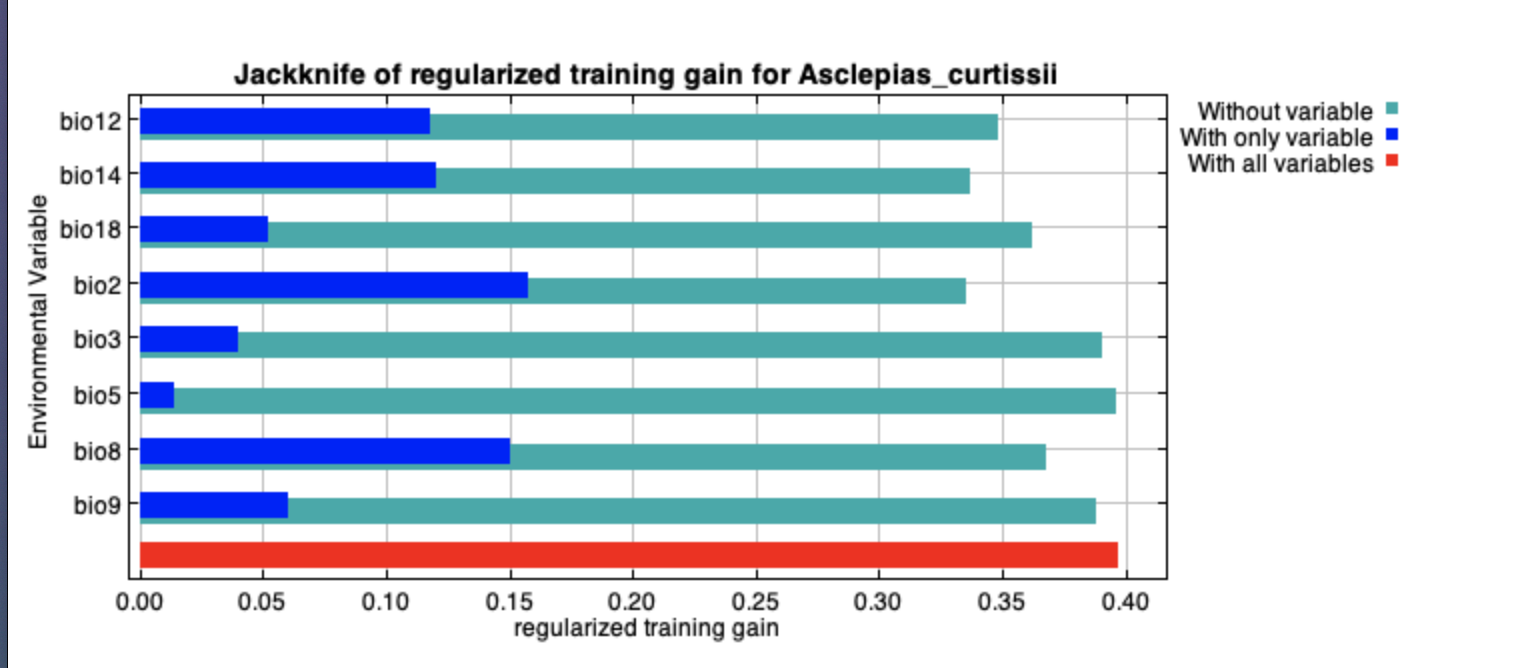 Jackknife of regularized training gain for Asclepias_curtissii
Without variable
With only variable
With all variables
Environmental Variable
bio12
bio14
bio18
bio2
bio3
bio5
bio8
bio9
0.00 0.05 0.10 0.15 0.20 0.25 0.30 0.35 0.40
regularized training gain